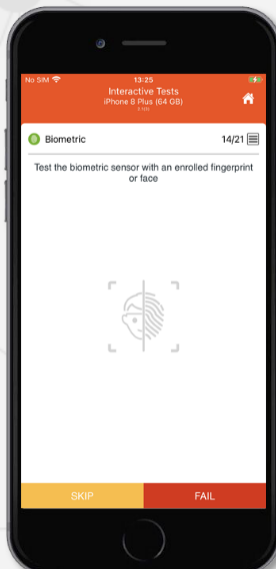 No SIM
13:25
Interactive Tests
iPhone 8 Plus (64 GB)
Biometric
14/21
Test the biometric sensor with an enrolled fingerprint
or face
SKIP
FAIL